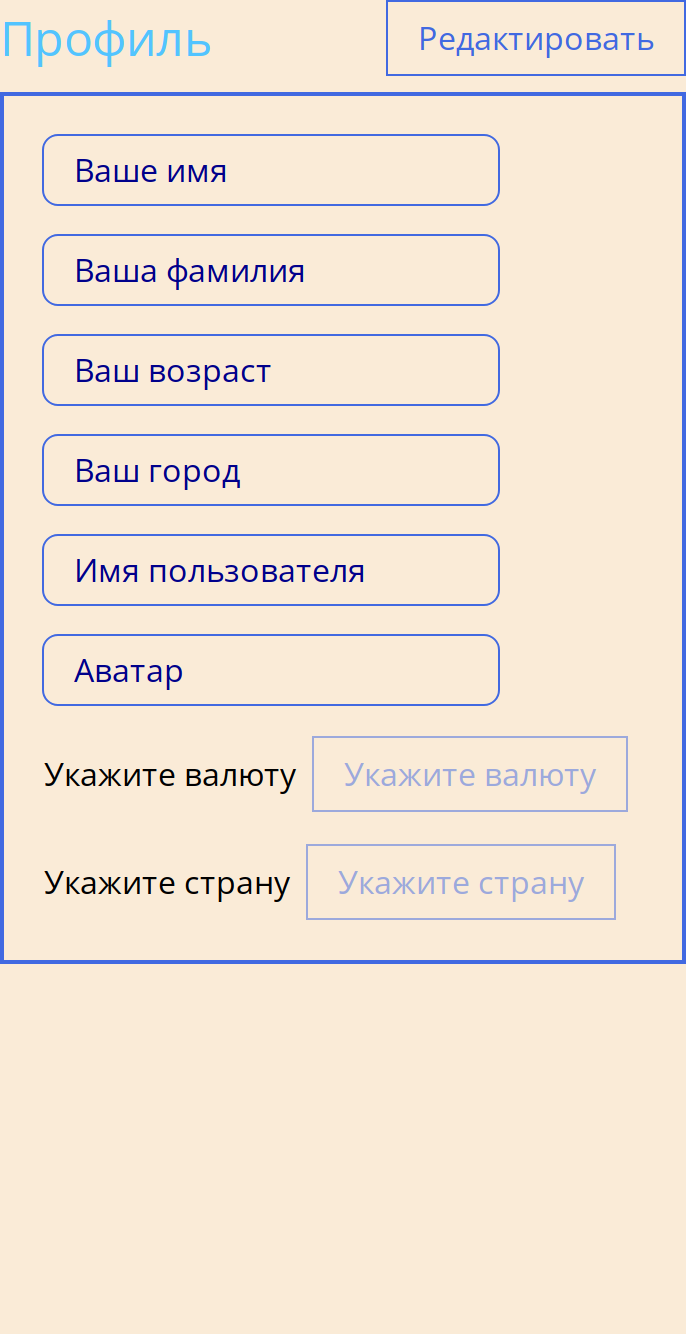 Профиль
Редактировать
Ваше имя
Ваша фамилия
Ваш возраст
Ваш город
Имя пользователя
Аватар
Укажите валюту Укажите валюту
Укажите страну Укажите страну